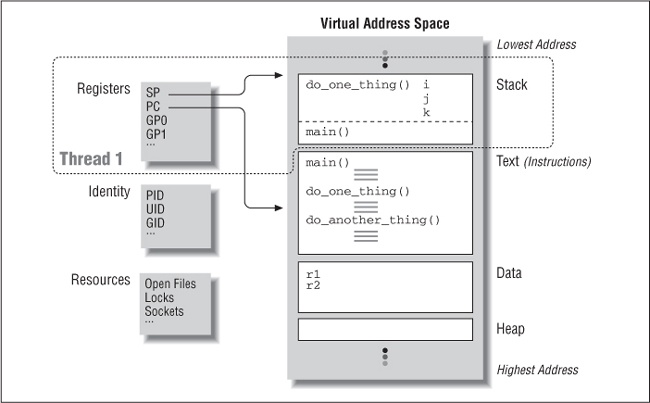 Virtual Address Space
Lowest Address
Registers
SP
PC
GP0
GP1
...
Thread 1
do_one_thing() i
j
k
main()
Stack
main()
do_one_thing()
do_another_thing()
Text (Instructions)
Identity
PID
UID
GID
...
Resources
Open Files
Locks
Sockets
...
r1
r2
Data
Heap
Highest Address